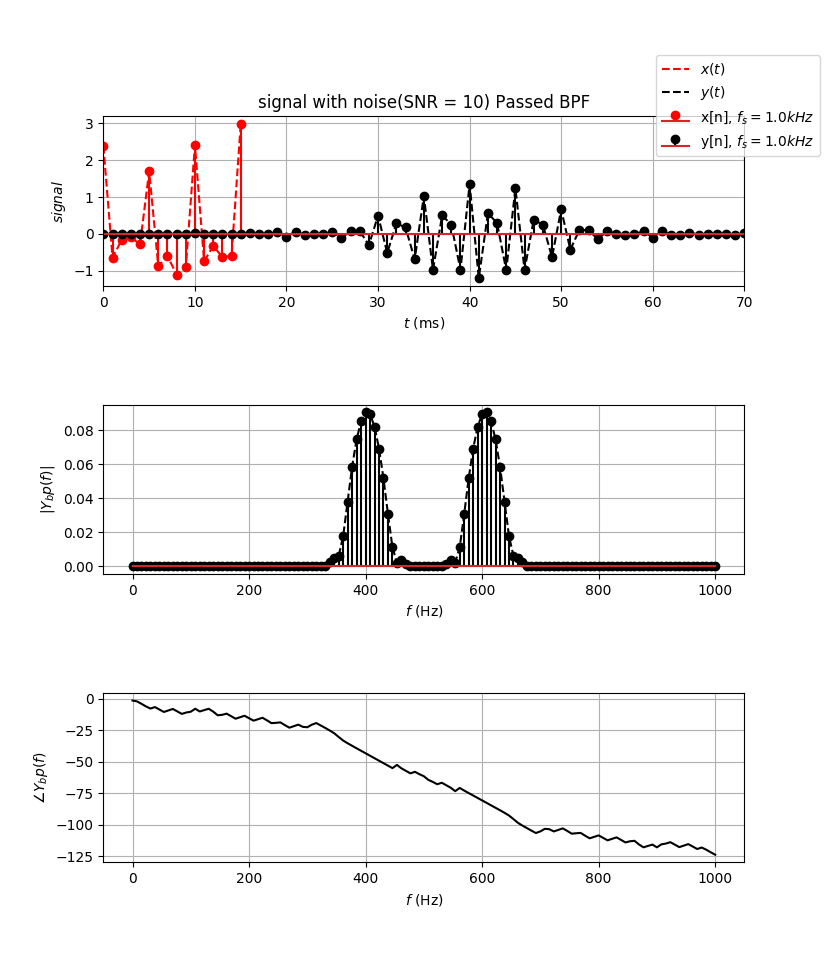 signal with noise(SNR = 10) Passed BPF
x(t)
y(t)
x[n], f_s = 1.0kHz
y[n], f_s = 1.0kHz
signal
3
2
1
0
−1
0 10 20 30 40 50 60 70
t (ms)
|Y_bp(f)|
0.08
0.06
0.04
0.02
0.00
0 200 400 600 800 1000
f (Hz)
∠Y_bp(f)
0
−25
−50
−75
−100
−125
0 200 400 600 800 1000
f (Hz)